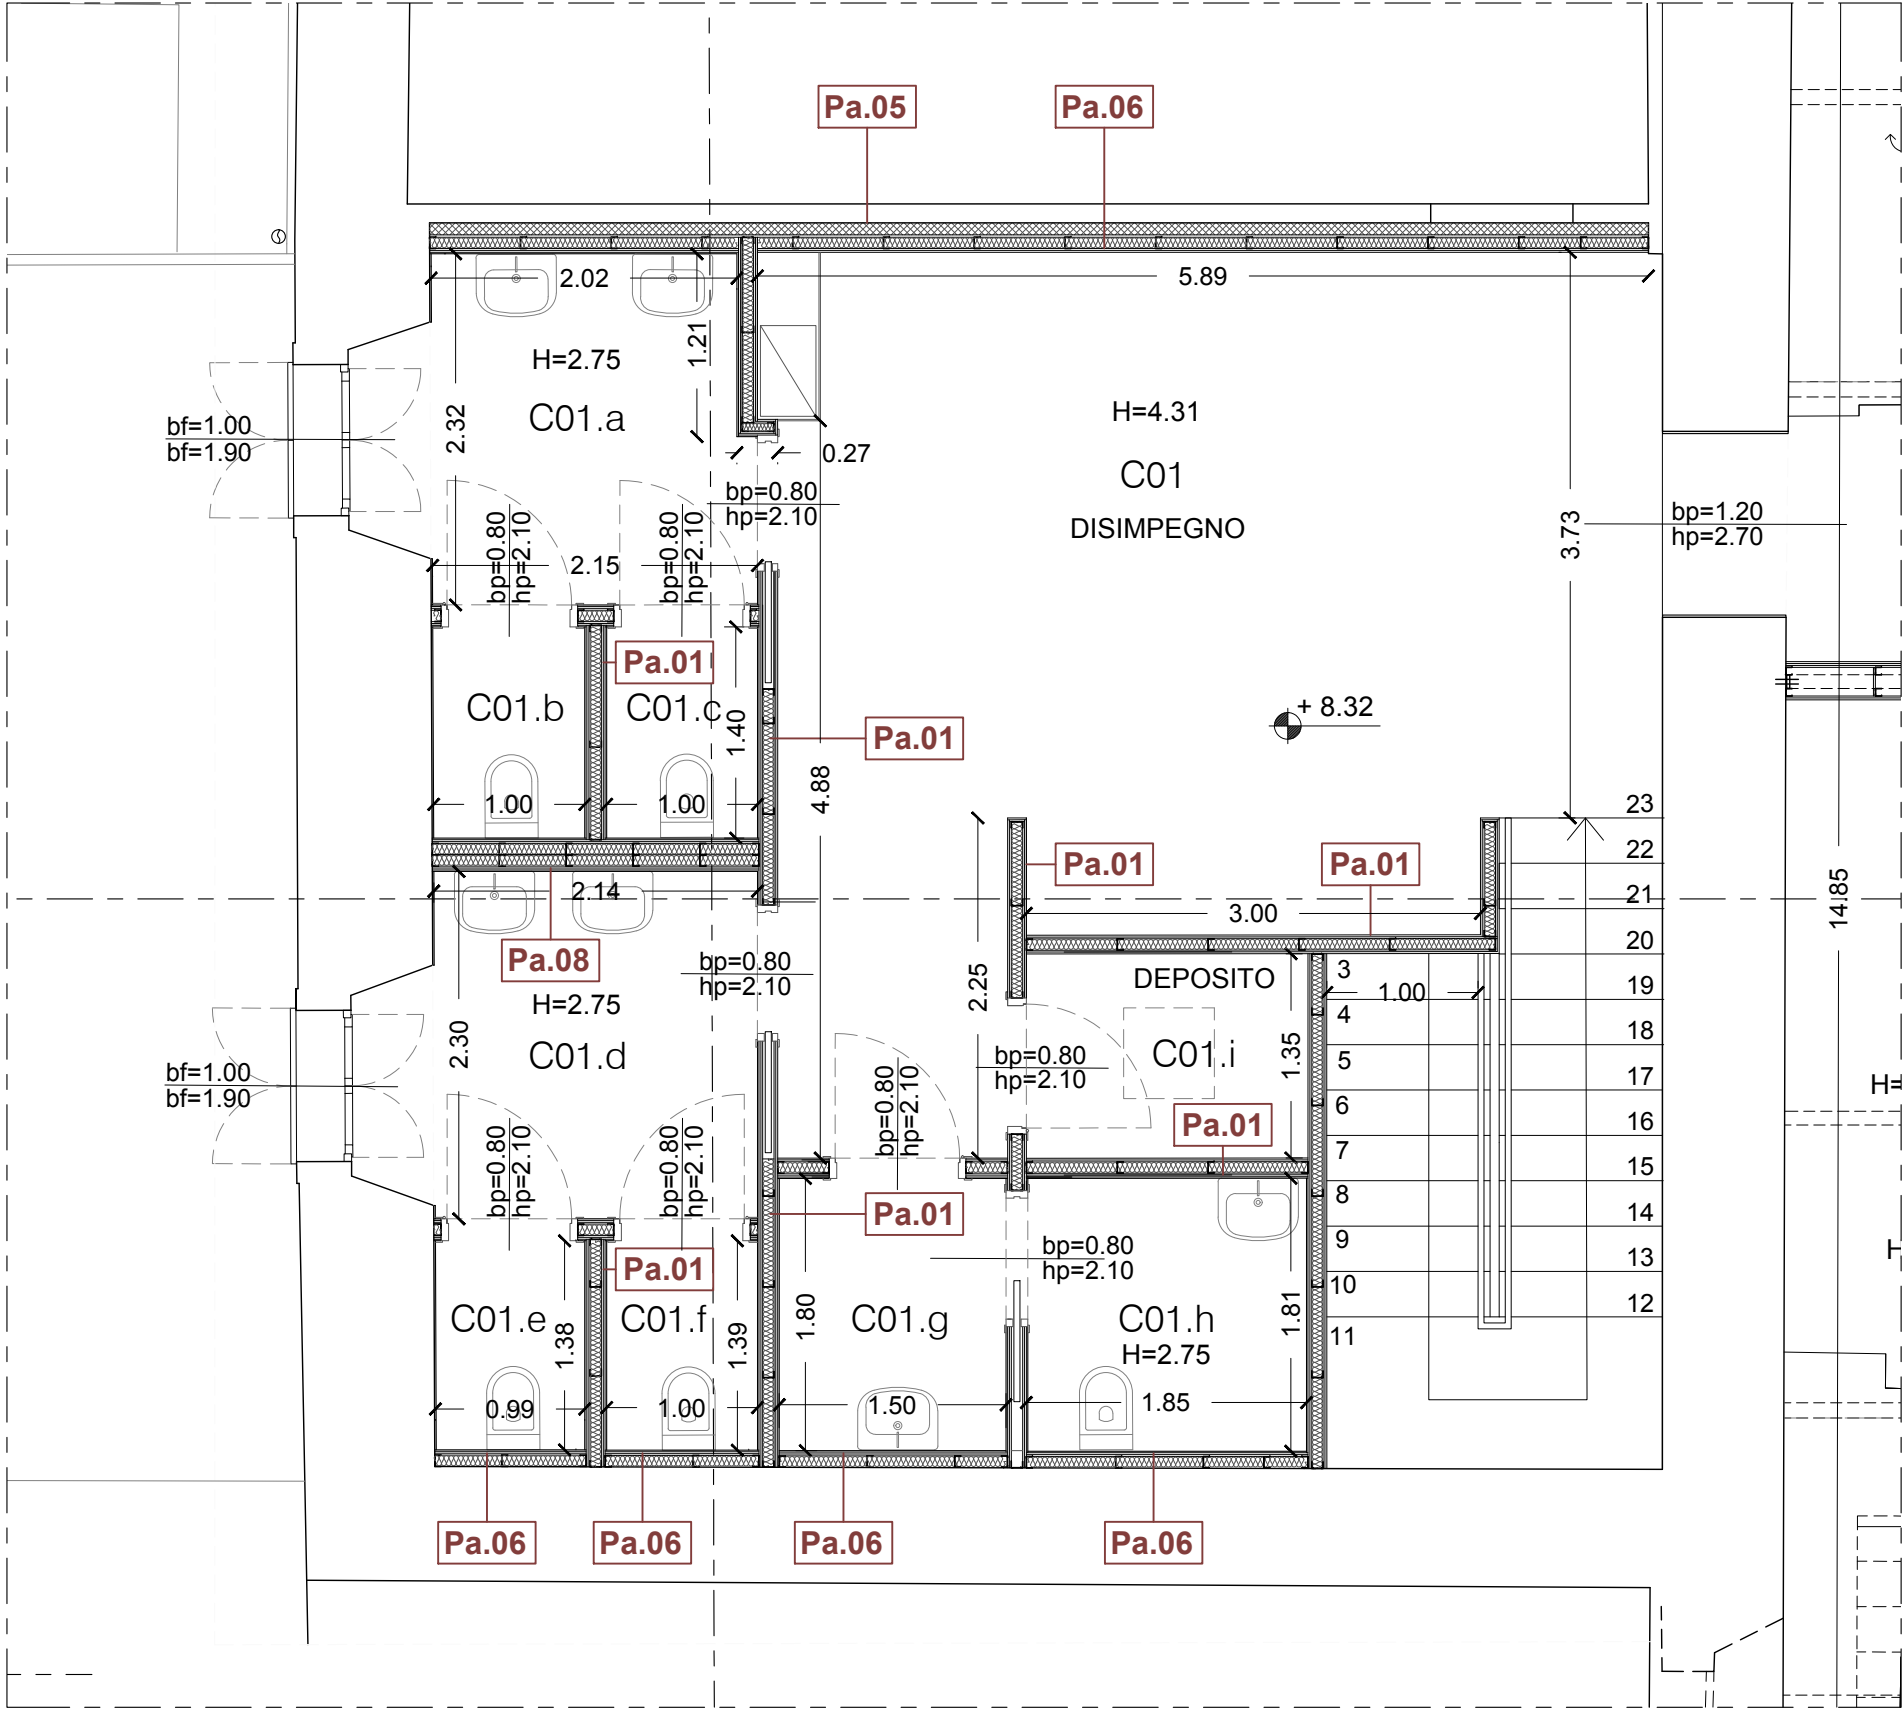 Pa.05
Pa.06
2.02
5.89
1.21
H=2.75
C01.a
2.32
bf=1.00
bf=1.90
0.27
H=4.31
C01
DISIMPEGNO
bp=0.80
hp=2.10
bp=0.80
hp=2.10
bp=0.80
hp=2.10
3.73
bp=1.20
hp=2.70
2.15
Pa.01
C01.b
C01.c
1.40
Pa.01
+ 8.32
4.88
1.00
1.00
23
22
21
20
19
18
17
16
15
14
13
12
Pa.01
Pa.01
14.85
2.14
3.00
Pa.08
bp=0.80
hp=2.10
2.25
DEPOSITO
3
4
5
6
7
8
9
10
11
1.00
H=2.75
C01.d
2.30
bf=1.00
bf=1.90
bp=0.80
hp=2.10
C01.i
1.35
H=
bp=0.80
hp=2.10
bp=0.80
hp=2.10
bp=0.80
hp=2.10
Pa.01
Pa.01
bp=0.80
hp=2.10
Pa.01
C01.e
C01.f
C01.g
C01.h
H=2.75
1.38
1.39
1.80
1.81
0.99
1.00
1.50
1.85
Pa.06
Pa.06
Pa.06
Pa.06